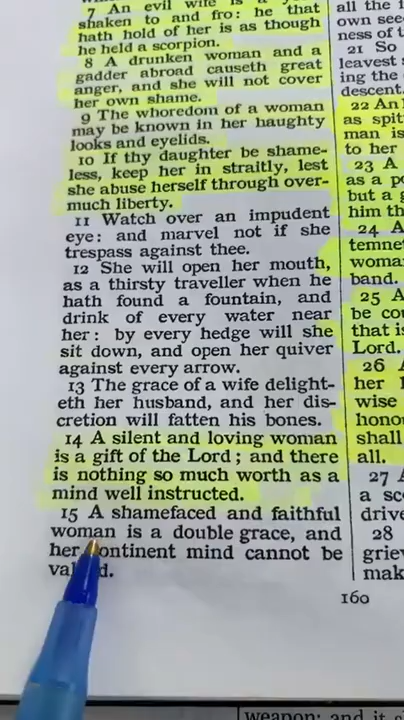 7 An evil wife is a
shaken to and fro: he that
hath hold of her is as though
he held a scorpion.
8 A drunken woman and a
gadder abroad causeth great
anger, and she will not cover
her own shame.
9 The whoredom of a woman
may be known in her haughty
looks and eyelids.
10 If thy daughter be shame-
less, keep her in straitly, lest
she abuse herself through over-
much liberty.
11 Watch over an impudent
eye: and marvel not if she
trespass against thee.
12 She will open her mouth,
as a thirsty traveller when he
hath found a fountain, and
drink of every water near
her: by every hedge will she
sit down, and open her quiver
against every arrow.
13 The grace of a wife delight-
eth her husband, and her dis-
cretion will fatten his bones.
14 A silent and loving woman
is a gift of the Lord; and there
is nothing so much worth as a
mind well instructed.
15 A shamefaced and faithful
woman is a double grace, and
her continent mind cannot be
all the
own see
ness of t
21 So
leavest
ing the
descent
22 An
as spit
man is
to her
23 A
as a p
but a g
him th
24 A
temne
woma
band.
25 A
be co
that is
Lord.
26
her
wise
hono
shall
all.
27
a sc
drive
28
grie
mak
160
weapon: and it